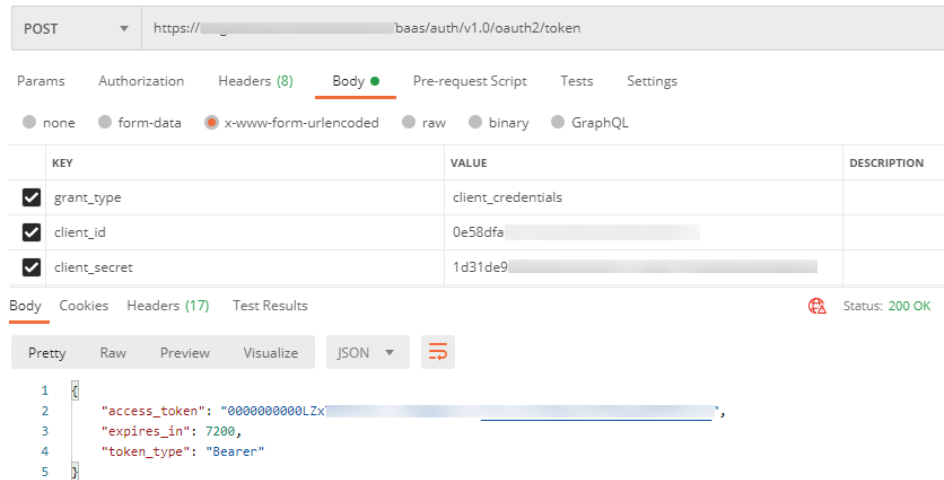 POST https:// /baas/auth/v1.0/oauth2/token
Params Authorization Headers (8) Body Pre-request Script Tests Settings
none form-data x-www-form-urlencoded raw binary GraphQL
KEY VALUE DESCRIPTION
grant_type client_credentials
client_id 0e58dfa
client_secret 1d31de9
Body Cookies Headers (17) Test Results Status: 200 OK
Pretty Raw Preview Visualize JSON
1 {
2 "access_token": "0000000000LZx ",
3 "expires_in": 7200,
4 "token_type": "Bearer"
5 }